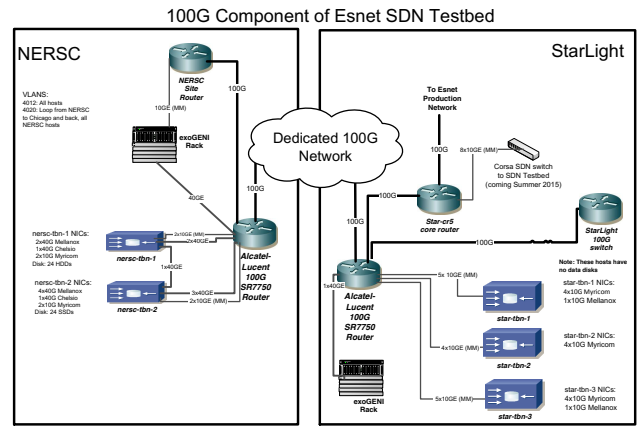 100G Component of Esnet SDN Testbed
NERSC
VLANS:
4012: All hosts
4020: Loop from NERSC
to Chicago and back, all
NERSC hosts
NERSC
Site
Router
100G
10GE (MM)
exoGENI
Rack
40GE
100G
nersc-tbn-1 NICs:
2x40G Mellanox
1x40G Chelsio
2x10G Myricom
Disk: 24 HDDs
2x10GE (MM)
2x40GE
nersc-tbn-1
1x40GE
Alcatel-
Lucent
100G
SR7750
Router
nersc-tbn-2 NICs:
4x40G Mellanox
1x40G Chelsio
2x10G Myricom
Disk: 24 SSDs
3x40GE
2x10GE (MM)
nersc-tbn-2
Dedicated 100G
Network
StarLight
To Esnet
Production
Network
100G
8x10GE (MM)
Corsa SDN switch
to SDN Testbed
(coming Summer 2015)
100G
Star-cr5
core router
100G
StarLight
100G
switch
100G
1x40GE
Alcatel-
Lucent
100G
SR7750
Router
Note: These hosts have
no data disks
5x 10GE (MM)
star-tbn-1
star-tbn-1 NICs:
4x10G Myricom
1x10G Mellanox
4x10GE (MM)
star-tbn-2
star-tbn-2 NICs:
4x10G Myricom
exoGENI
Rack
5x10GE (MM)
star-tbn-3
star-tbn-3 NICs:
4x10G Myricom
1x10G Mellanox